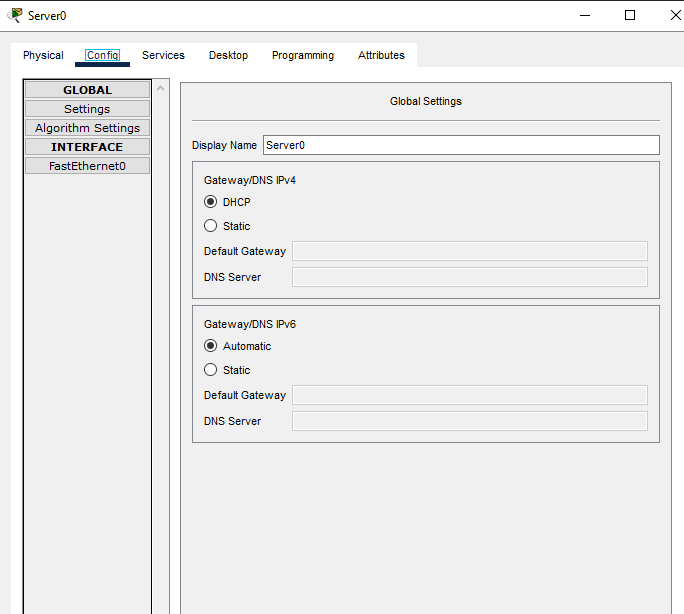 Server0
Physical Config Services Desktop Programming Attributes
GLOBAL
Settings
Algorithm Settings
INTERFACE
FastEthernet0
Global Settings
Display Name Server0
Gateway/DNS IPv4
DHCP
Static
Default Gateway
DNS Server
Gateway/DNS IPv6
Automatic
Static
Default Gateway
DNS Server